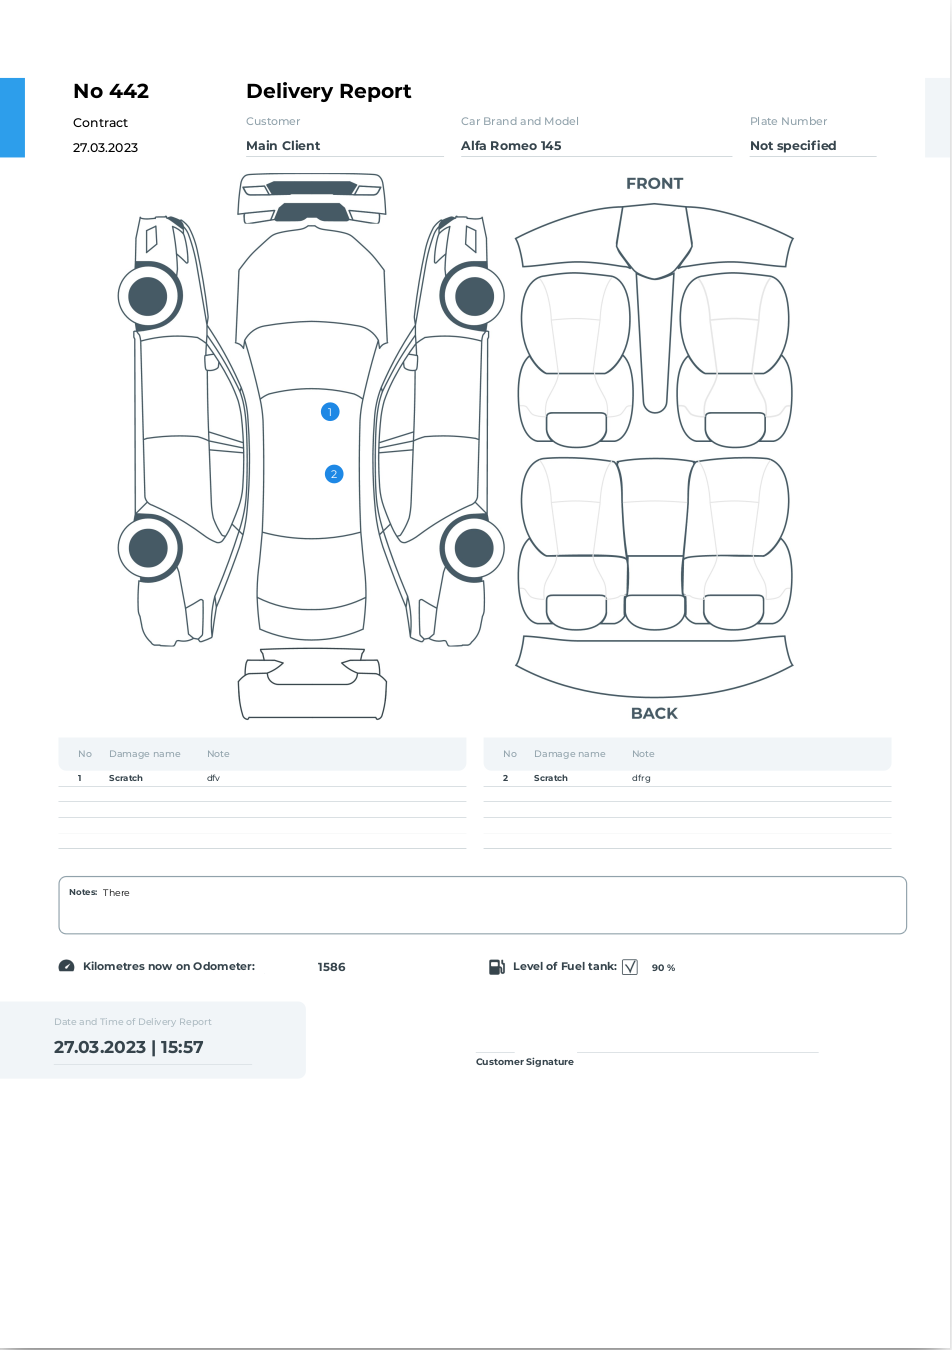 No 442
Delivery Report
Contract
27.03.2023
Customer
Car Brand and Model
Plate Number
Main Client
Alfa Romeo 145
Not specified
FRONT
1
2
BACK
No Damage name Note
1 Scratch dfv
No Damage name Note
2 Scratch dfrg
Notes: There
Kilometres now on Odometer: 1586
Level of Fuel tank: 90 %
Date and Time of Delivery Report
27.03.2023 | 15:57
Customer Signature